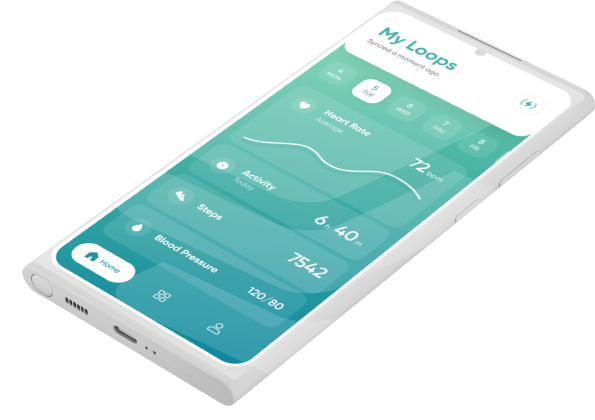 My Loops
Synced a moment ago
4
MON
5
TUE
6
WED
7
THU
8
FRI
Heart Rate
Average
72 bpm
Activity
Today
6 h 40 m
Steps
7542
Blood Pressure
120/80
Home